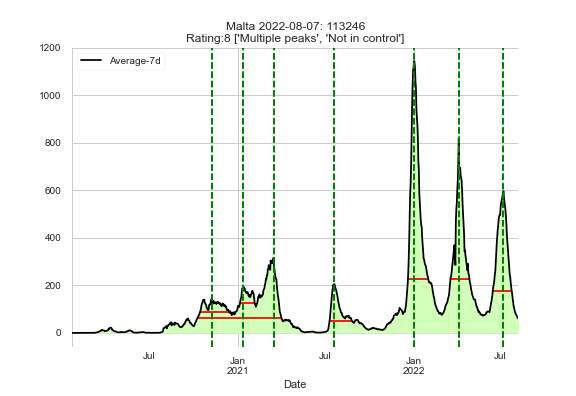 Malta 2022-08-07: 113246
Rating:8 ['Multiple peaks', 'Not in control']
Average-7d
1200
1000
800
600
400
200
0
Jul
Jan
2021
Jul
Jan
2022
Jul
Date